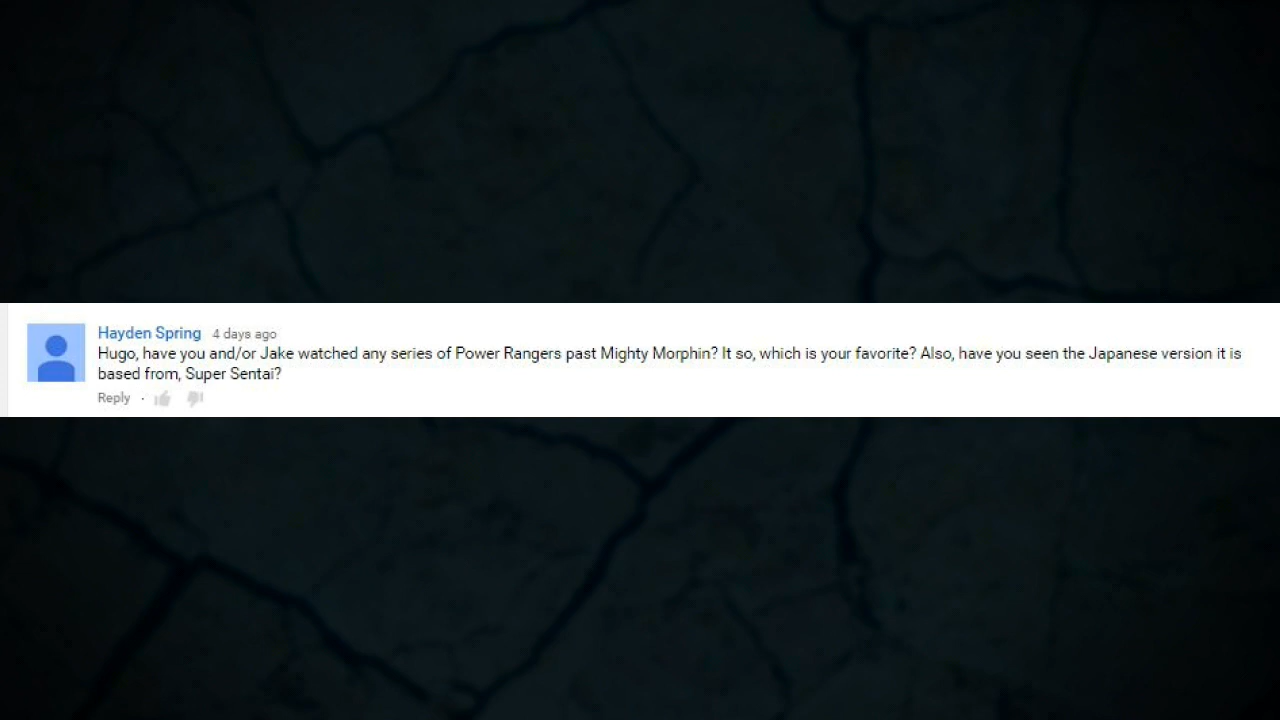 Hayden Spring 4 days ago
Hugo, have you and/or Jake watched any series of Power Rangers past Mighty Morphin? It so, which is your favorite? Also, have you seen the Japanese version it is
based from, Super Sentai?
Reply ·